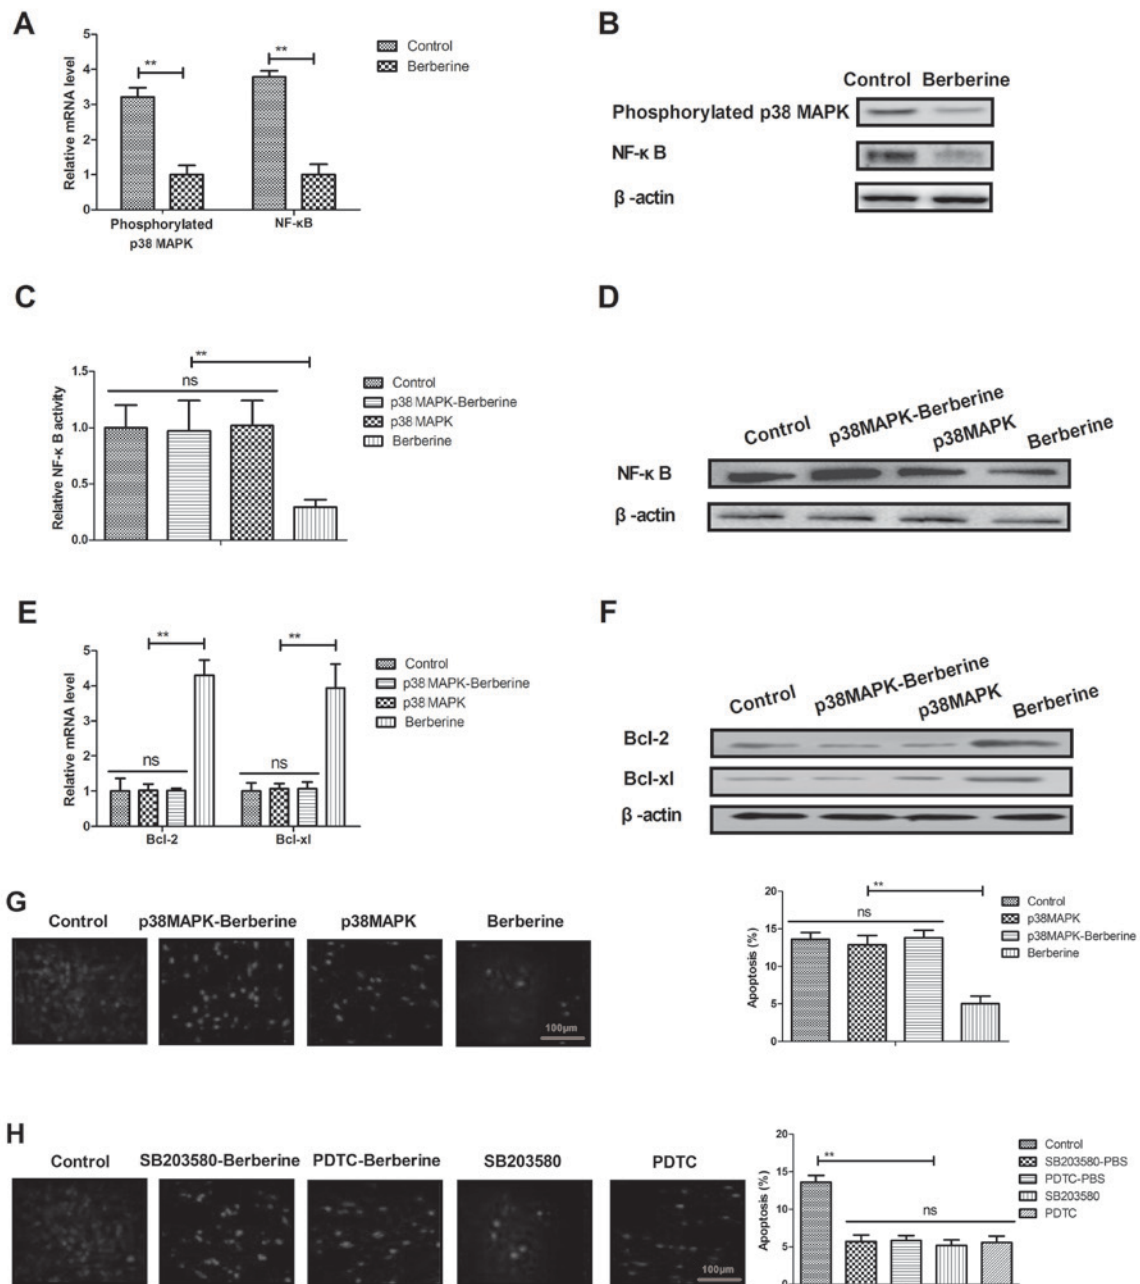 A
Relative mRNA level
5
4
3
2
1
0
**
**
Phosphorylated
p38 MAPK
NF-κB
Control
Berberine
B
Control Berberine
Phosphorylated p38 MAPK
NF-κ B
β -actin
C
Relative NF-κ B activity
1.5
1.0
0.5
0.0
**
ns
Control
p38 MAPK-Berberine
p38 MAPK
Berberine
D
Control p38MAPK-Berberine p38MAPK Berberine
NF-κ B
β -actin
E
Relative mRNA level
5
4
3
2
1
0
**
**
ns
ns
Bcl-2
Bcl-xl
Control
p38 MAPK-Berberine
p38 MAPK
Berberine
F
Control p38MAPK-Berberine p38MAPK Berberine
Bcl-2
Bcl-xl
β -actin
G
Control p38MAPK-Berberine p38MAPK Berberine
100μm
Apoptosis (%)
20
15
10
5
0
**
ns
Control
p38MAPK
p38MAPK-Berberine
Berberine
H
Control SB203580-Berberine PDTC-Berberine SB203580 PDTC
100μm
Apoptosis (%)
20
15
10
5
0
**
ns
Control
SB203580-PBS
PDTC-PBS
SB203580
PDTC